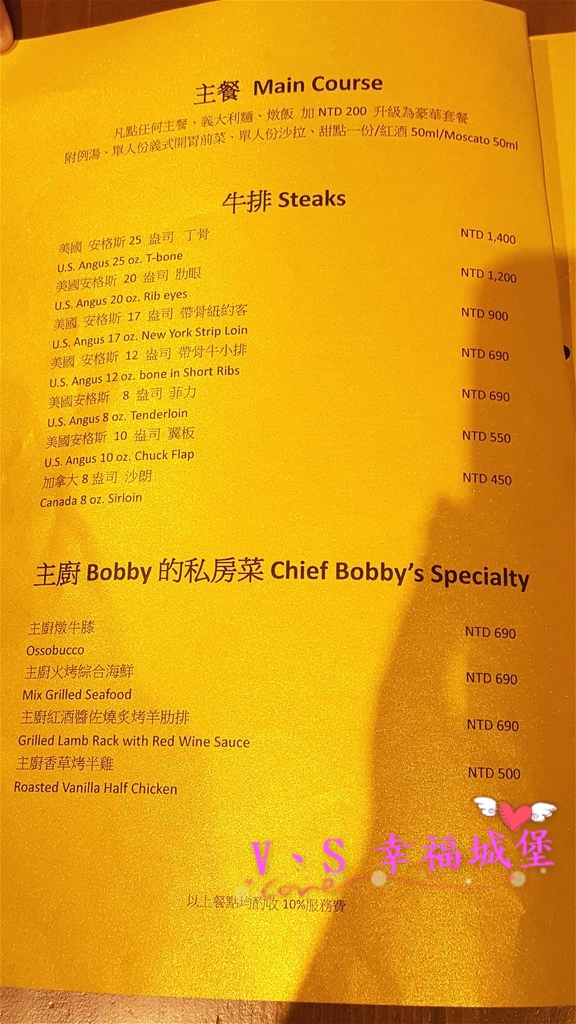 主餐 Main Course
凡點任何主餐、義大利麵、燉飯 加 NTD 200 升級為豪華套餐
附例湯、單人份義式開胃前菜、單人份沙拉、甜點一份/紅酒 50ml/Moscato 50ml
牛排 Steaks
美國 安格斯 25 盎司 丁骨 NTD 1,400
U.S. Angus 25 oz. T-bone
美國安格斯 20 盎司 肋眼 NTD 1,200
U.S. Angus 20 oz. Rib eyes
美國 安格斯 17 盎司 帶骨紐約客 NTD 900
U.S. Angus 17 oz. New York Strip Loin
美國 安格斯 12 盎司 帶骨牛小排 NTD 690
U.S. Angus 12 oz. bone in Short Ribs
美國安格斯 8 盎司 菲力 NTD 690
U.S. Angus 8 oz. Tenderloin
美國安格斯 10 盎司 翼板 NTD 550
U.S. Angus 10 oz. Chuck Flap
加拿大 8 盎司 沙朗 NTD 450
Canada 8 oz. Sirloin
主廚 Bobby 的私房菜 Chief Bobby's Specialty
主廚燉牛膝 NTD 690
Ossobucco
主廚火烤綜合海鮮 NTD 690
Mix Grilled Seafood
主廚紅酒醬佐燒炙烤羊肋排 NTD 690
Grilled Lamb Rack with Red Wine Sauce
主廚香草烤半雞 NTD 500
Roasted Vanilla Half Chicken
V、S 幸福城堡
Love
以上餐點均酌收 10%服務費